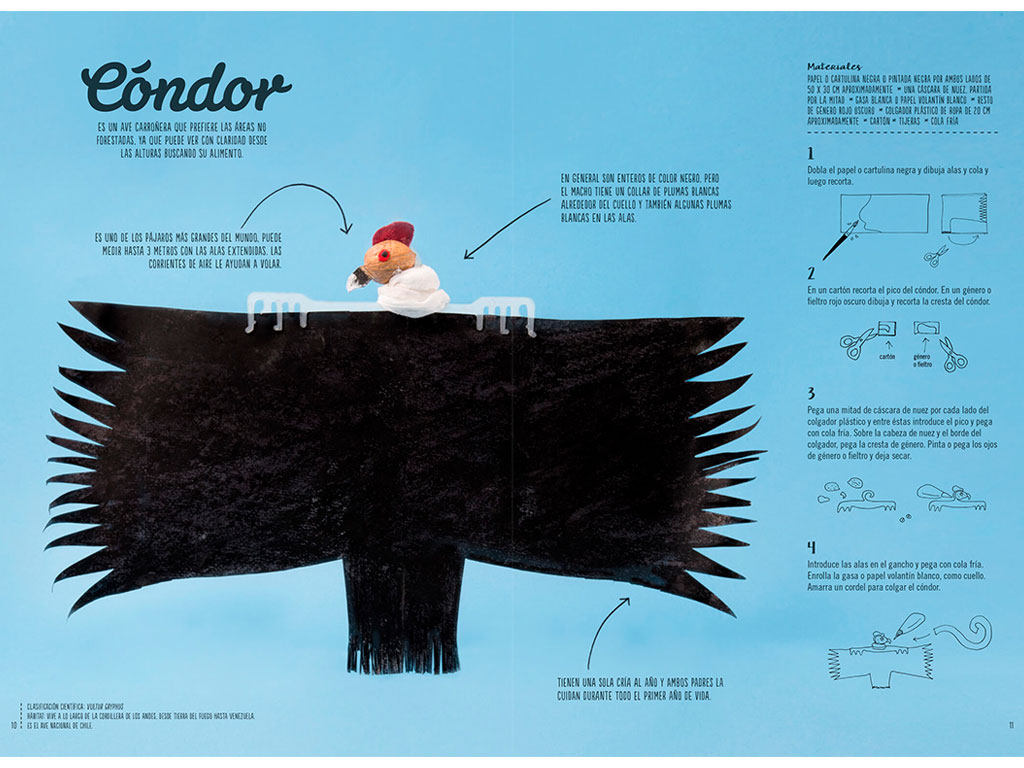 Cóndor
ES UN AVE CARROÑERA QUE PREFIERE LAS ÁREAS NO
FORESTADAS, YA QUE PUEDE VER CON CLARIDAD DESDE
LAS ALTURAS BUSCANDO SU ALIMENTO.
ES UNO DE LOS PÁJAROS MÁS GRANDES DEL MUNDO, PUEDE
MEDIR HASTA 3 METROS CON LAS ALAS EXTENDIDAS. LAS
CORRIENTES DE AIRE LE AYUDAN A VOLAR.
EN GENERAL SON ENTEROS DE COLOR NEGRO, PERO
EL MACHO TIENE UN COLLAR DE PLUMAS BLANCAS
ALREDEDOR DEL CUELLO Y TAMBIÉN ALGUNAS PLUMAS
BLANCAS EN LAS ALAS.
TIENEN UNA SOLA CRÍA AL AÑO Y AMBOS PADRES LA
CUIDAN DURANTE TODO EL PRIMER AÑO DE VIDA.
CLASIFICACIÓN CIENTÍFICA: VULTUR GRYPHUS
HÁBITAT: VIVE A LO LARGO DE LA CORDILLERA DE LOS ANDES, DESDE TIERRA DEL FUEGO HASTA VENEZUELA.
10 ES EL AVE NACIONAL DE CHILE.
Materiales
PAPEL O CARTULINA NEGRA O PINTADA NEGRA POR AMBOS LADOS DE
50 X 30 CM APROXIMADAMENTE UNA CÁSCARA DE NUEZ, PARTIDA
POR LA MITAD GASA BLANCA O PAPEL VOLANTÍN BLANCO RESTO
DE GÉNERO ROJO OSCURO COLGADOR PLÁSTICO DE ROPA DE 20 CM
APROXIMADAMENTE CARTÓN TIJERAS COLA FRÍA
1
Dobla el papel o cartulina negra y dibuja alas y cola y
luego recorta.
2
En un cartón recorta el pico del cóndor. En un género o
fieltro rojo oscuro dibuja y recorta la cresta del cóndor.
cartón
género
o fieltro
3
Pega una mitad de cáscara de nuez por cada lado del
colgador plástico y entre éstas introduce el pico y pega
con cola fría. Sobre la cabeza de nuez y el borde del
colgador, pega la cresta de género. Pinta o pega los ojos
de género o fieltro y deja secar.
4
Introduce las alas en el gancho y pega con cola fría.
Enrolla la gasa o papel volantín blanco, como cuello.
Amarra un cordel para colgar el cóndor.
11